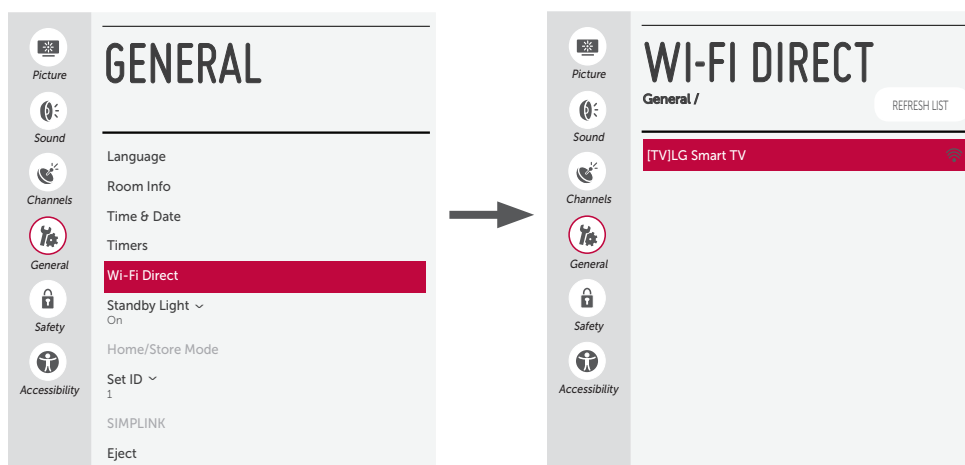 Picture
Sound
Channels
General
Safety
Accessibility
GENERAL
Language
Room Info
Time & Date
Timers
Wi-Fi Direct
Standby Light
On
Home/Store Mode
Set ID
1
SIMPLINK
Eject
Picture
Sound
Channels
General
Safety
Accessibility
WI-FI DIRECT
General /
REFRESH LIST
[TV]LG Smart TV